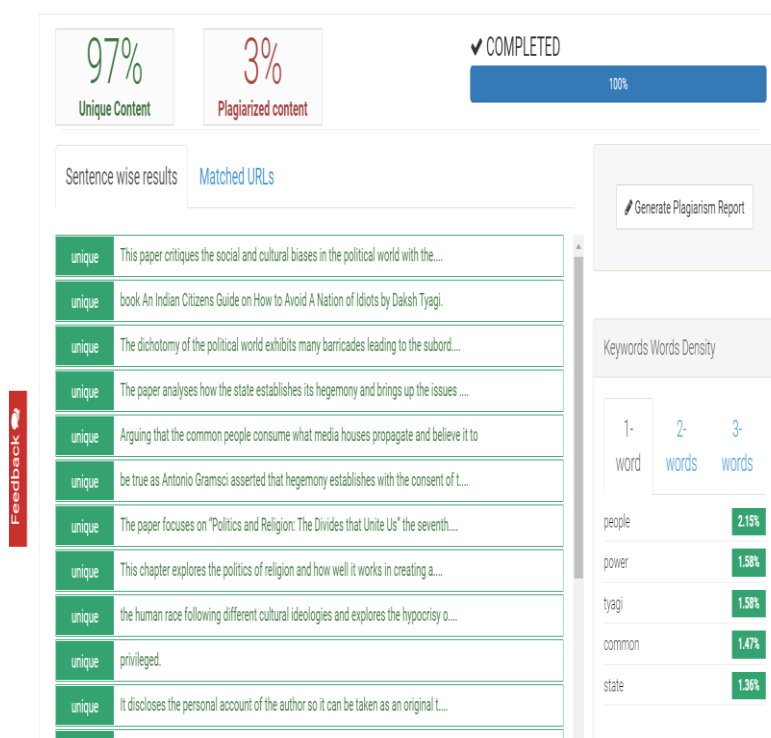 97%
Unique Content
3%
Plagiarized content
✔ COMPLETED
100%
Sentence wise results
Matched URLs
Generate Plagiarism Report
unique This paper critiques the social and cultural biases in the political world with the....
unique book An Indian Citizens Guide on How to Avoid A Nation of Idiots by Daksh Tyagi.
unique The dichotomy of the political world exhibits many barricades leading to the subord....
unique The paper analyses how the state establishes its hegemony and brings up the issues ....
unique Arguing that the common people consume what media houses propagate and believe it to
unique be true as Antonio Gramsci asserted that hegemony establishes with the consent of t....
unique The paper focuses on “Politics and Religion: The Divides that Unite Us” the seventh....
unique This chapter explores the politics of religion and how well it works in creating a....
unique the human race following different cultural ideologies and explores the hypocrisy o....
unique privileged.
unique It discloses the personal account of the author so it can be taken as an original t....
Keywords Words Density
1-word
2-words
3-words
people 2.15%
power 1.58%
tyagi 1.58%
common 1.47%
state 1.36%
Feedback